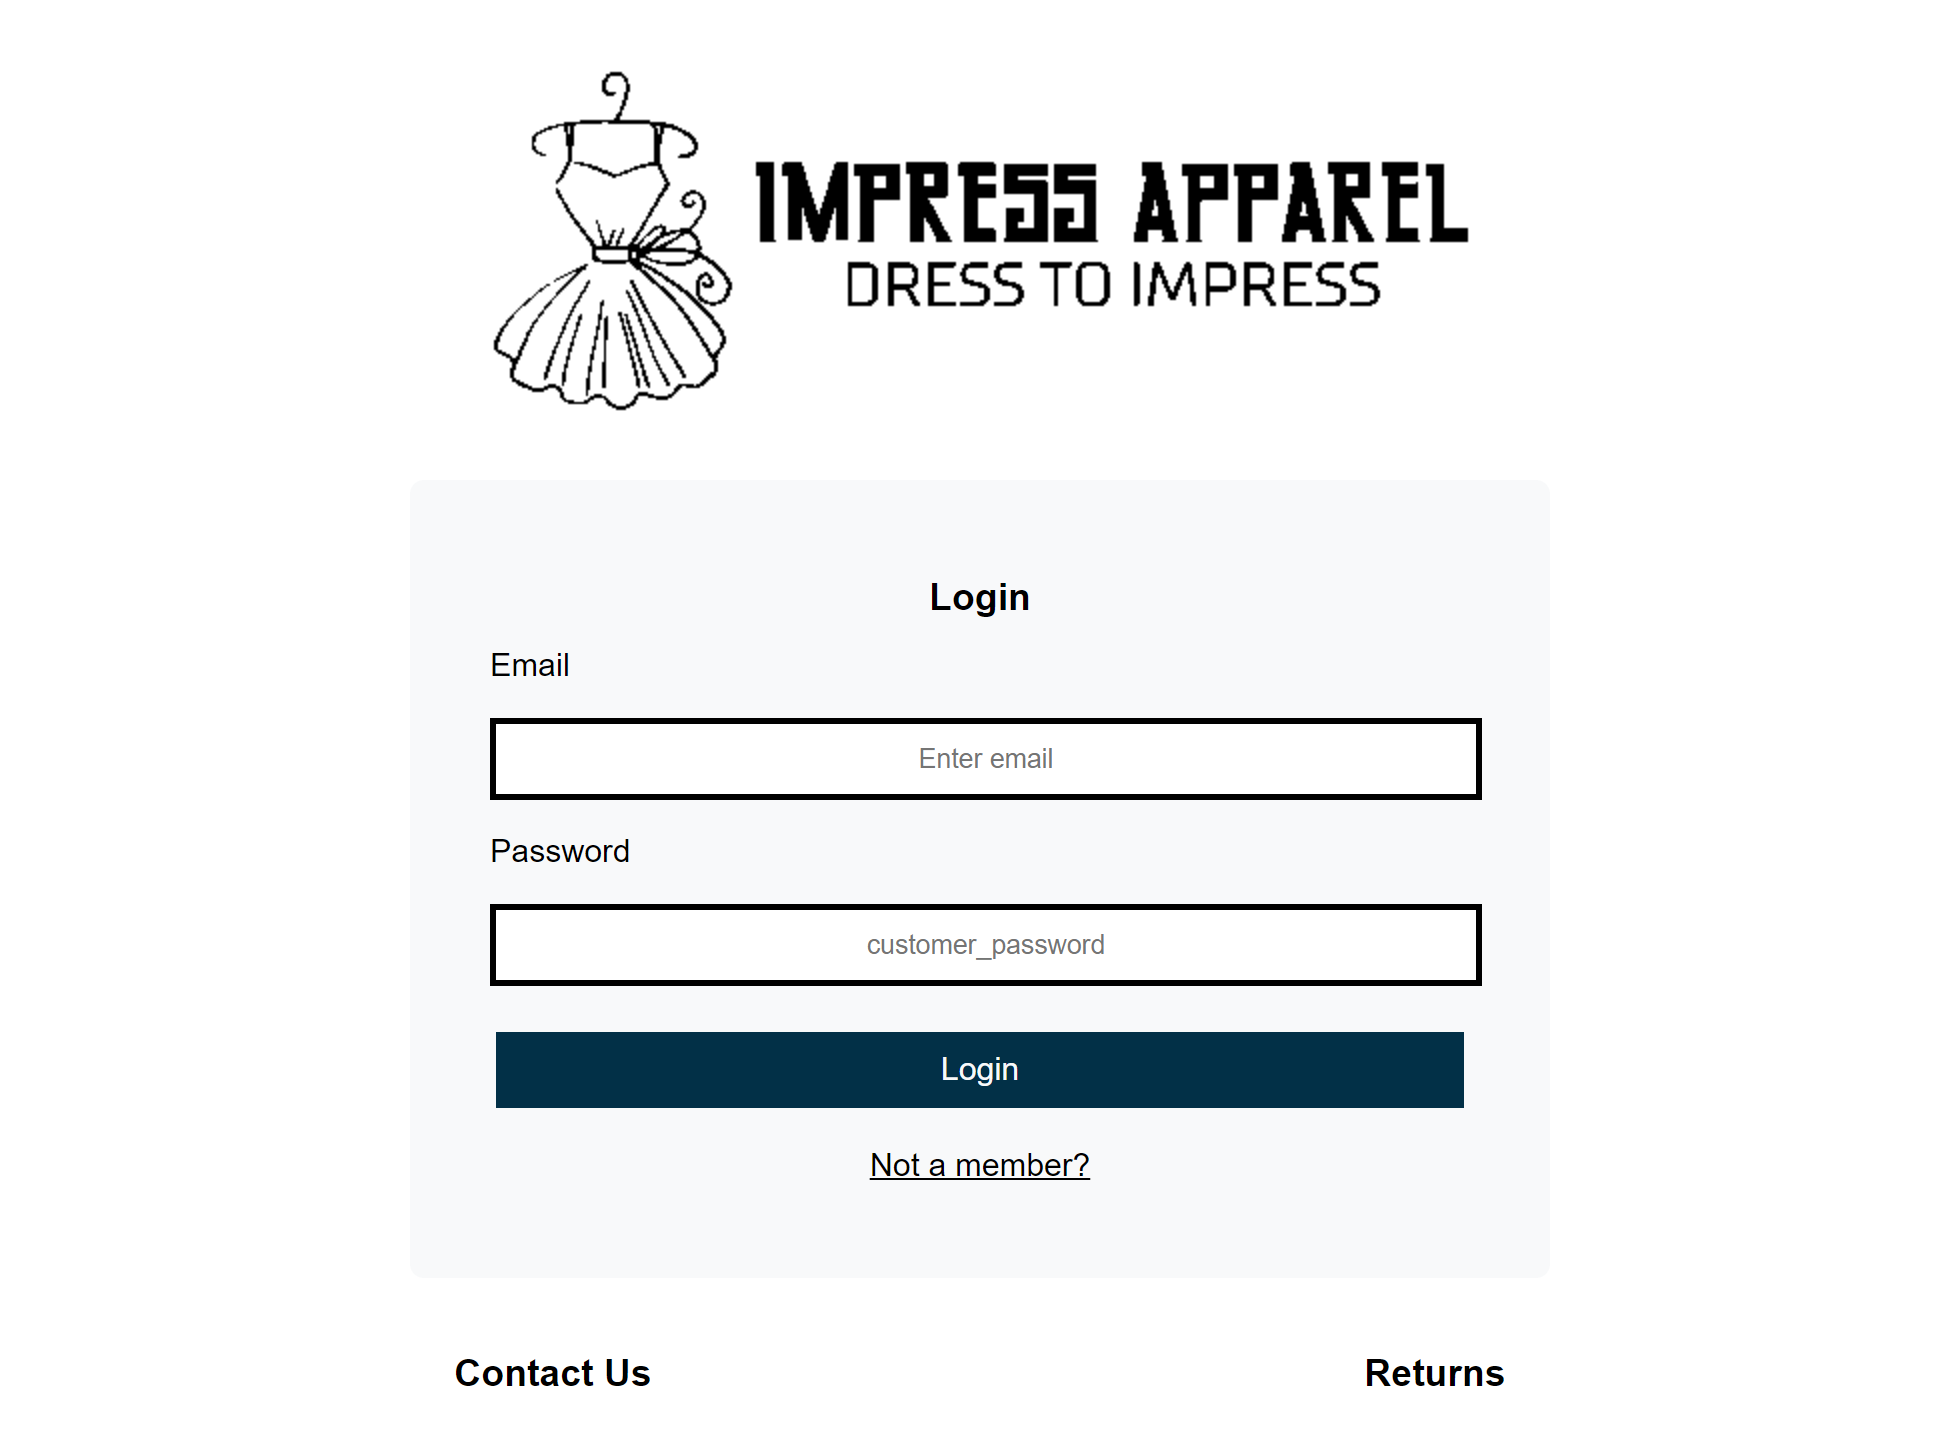 IMPRESS APPAREL
DRESS TO IMPRESS
Login
Email
Enter email
Password
customer_password
Login
Not a member?
Contact Us
Returns